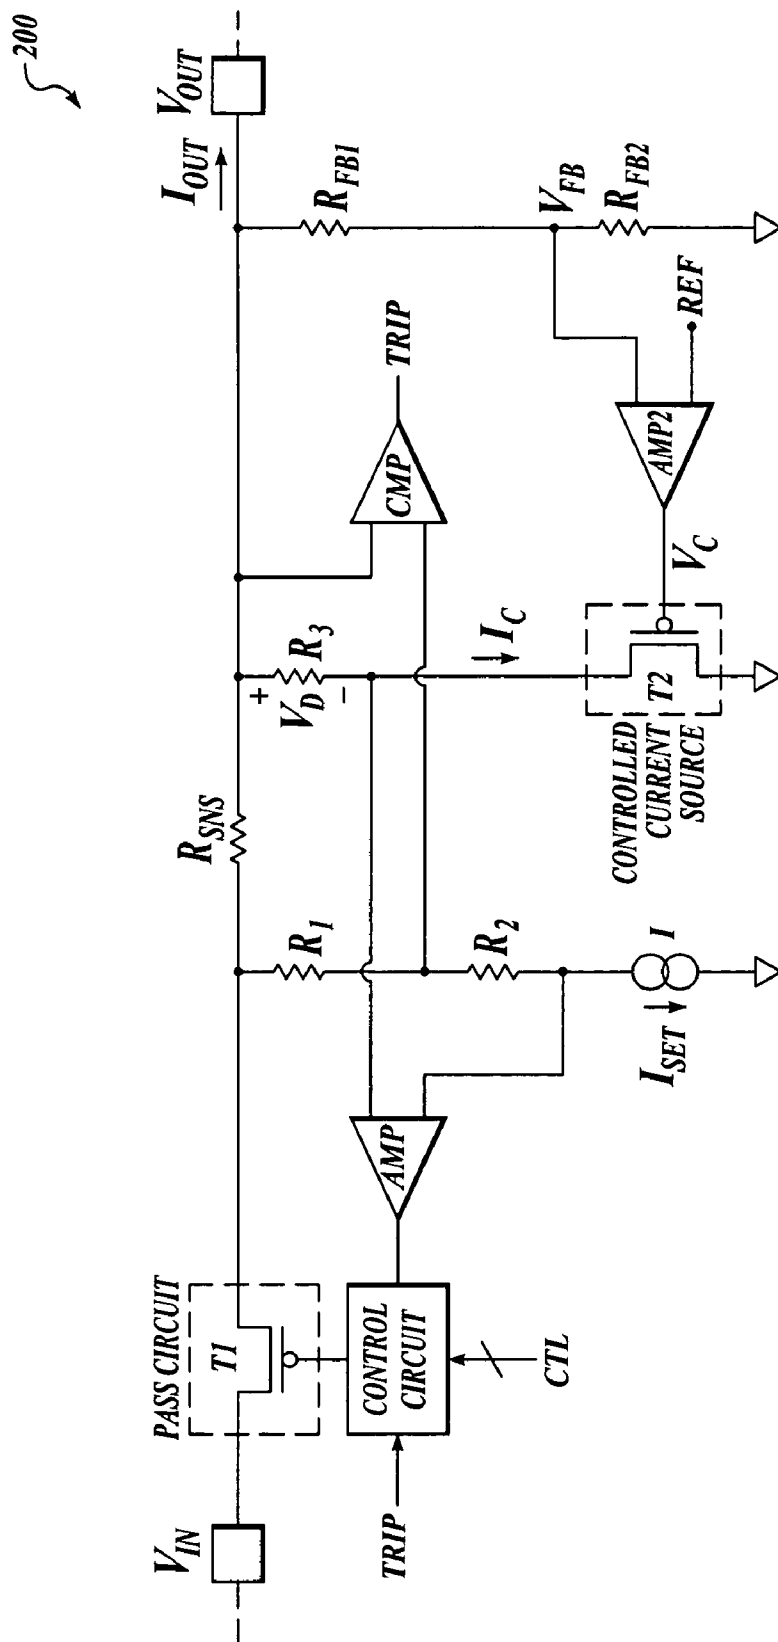 200
V_IN
PASS CIRCUIT
T1
R_SNS
I_OUT
V_OUT
TRIP
CONTROL
CIRCUIT
CTL
AMP
R_1
R_2
I_SET
I
+
V_D
−
R_3
I_C
CMP
TRIP
R_FB1
V_FB
R_FB2
CONTROLLED
CURRENT
SOURCE
T2
V_C
AMP2
REF